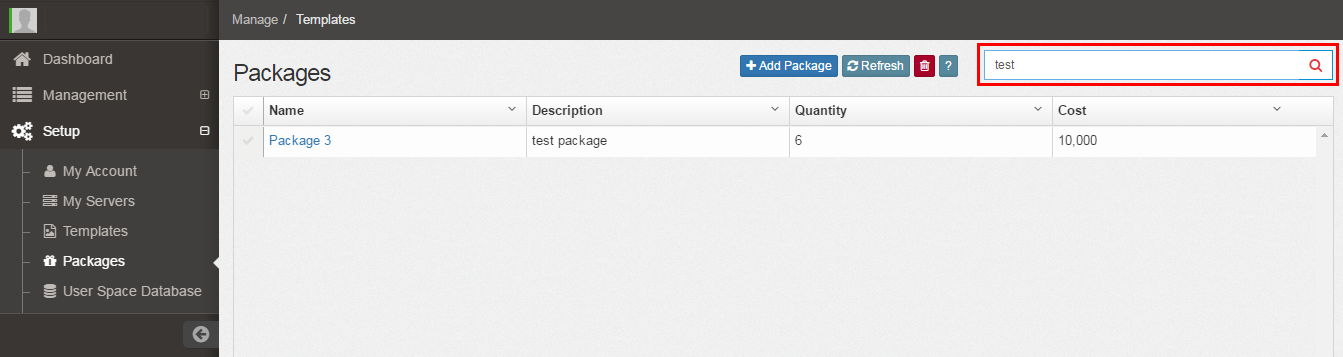 Manage / Templates
Dashboard
Management
Setup
My Account
My Servers
Templates
Packages
User Space Database
Packages
Add Package Refresh ? test
Name Description Quantity Cost
Package 3 test package 6 10,000